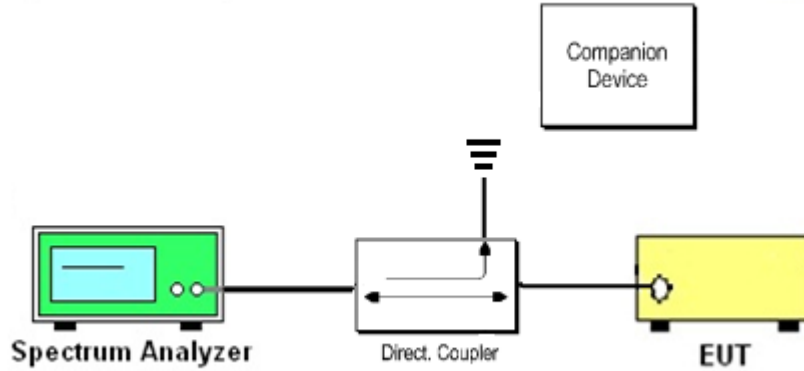 Companion
Device
Spectrum Analyzer
Direct. Coupler
EUT